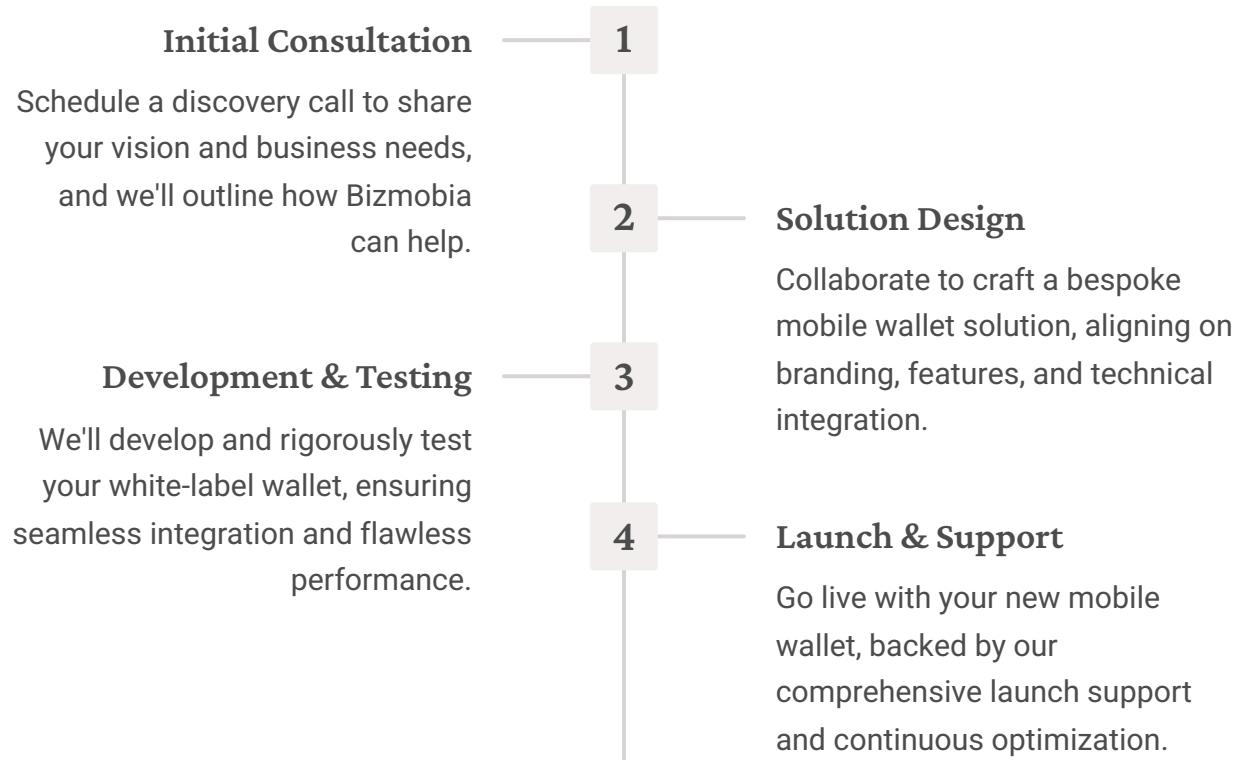 1
Initial Consultation
Schedule a discovery call to share
your vision and business needs,
and we'll outline how Bizmobia
can help.
2
Solution Design
Collaborate to craft a bespoke
mobile wallet solution, aligning on
branding, features, and technical
integration.
3
Development & Testing
We'll develop and rigorously test
your white-label wallet, ensuring
seamless integration and flawless
performance.
4
Launch & Support
Go live with your new mobile
wallet, backed by our
comprehensive launch support
and continuous optimization.